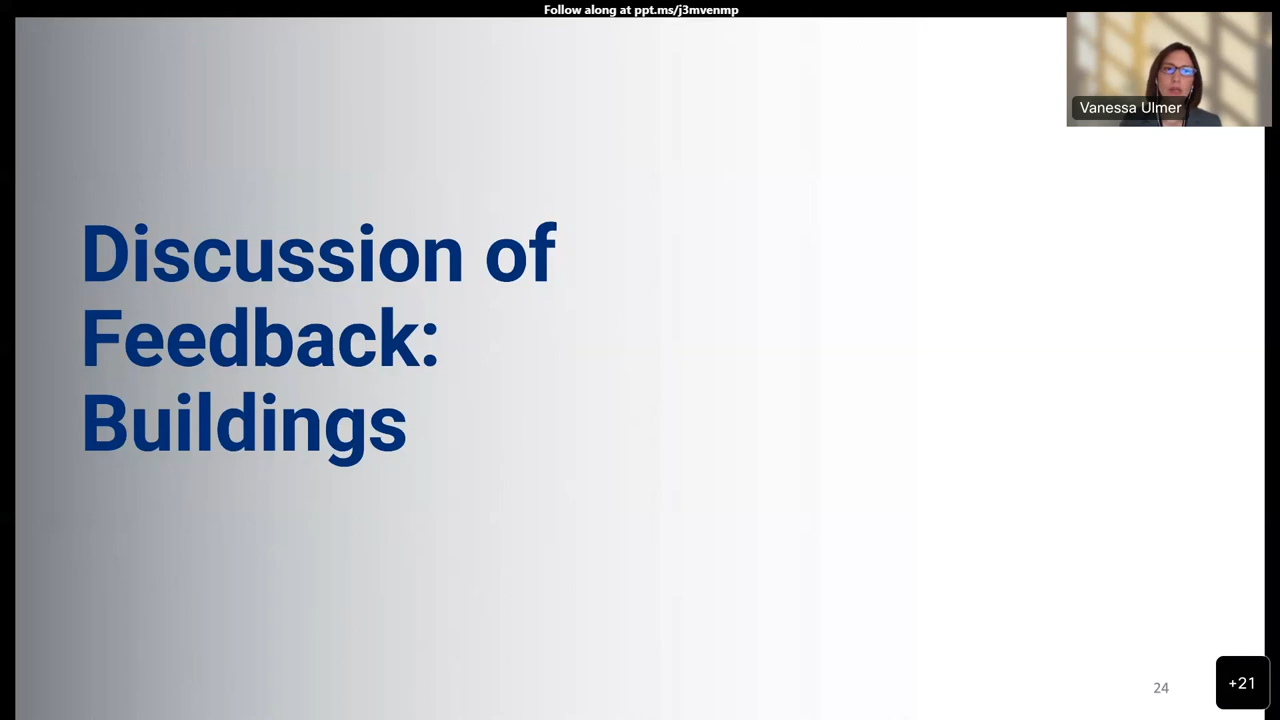 Follow along at ppt.ms/j3mvenmp
Vanessa Ulmer
Discussion of
Feedback:
Buildings
24
+21